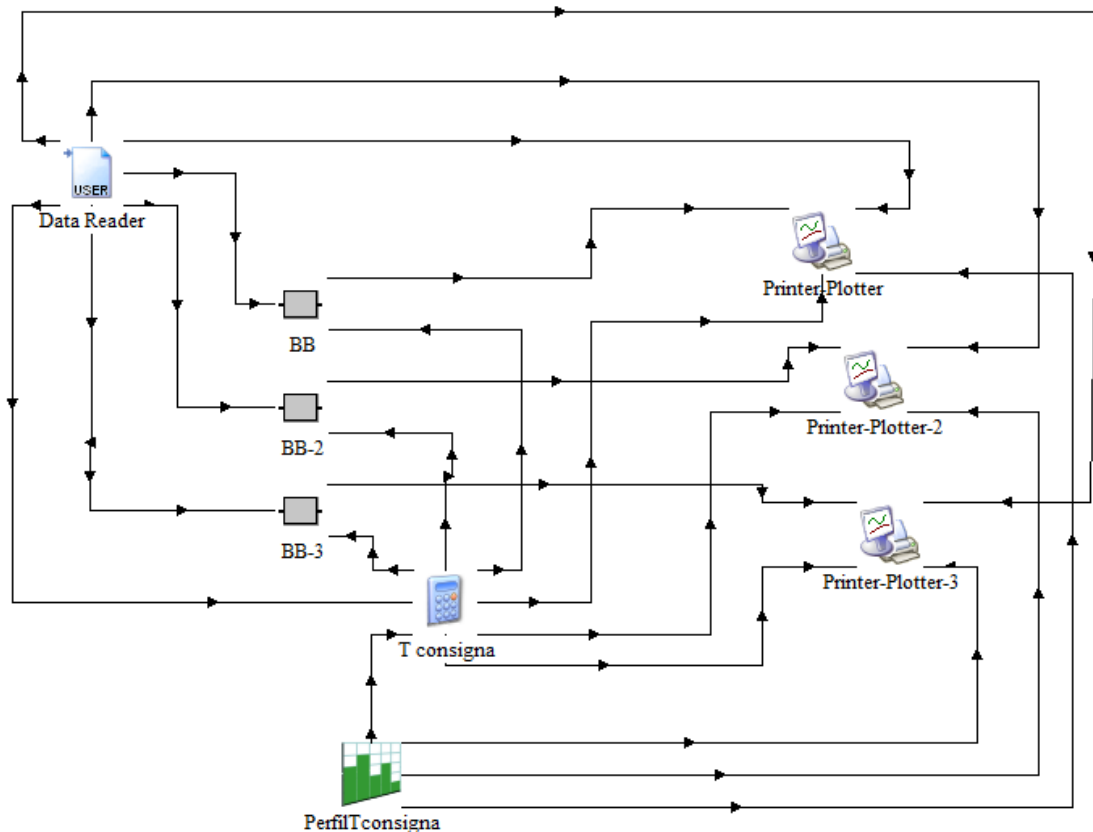 USER
Data Reader
Printer-Plotter
BB
Printer-Plotter-2
BB-2
BB-3
Printer-Plotter-3
T consigna
PerfilTconsigna